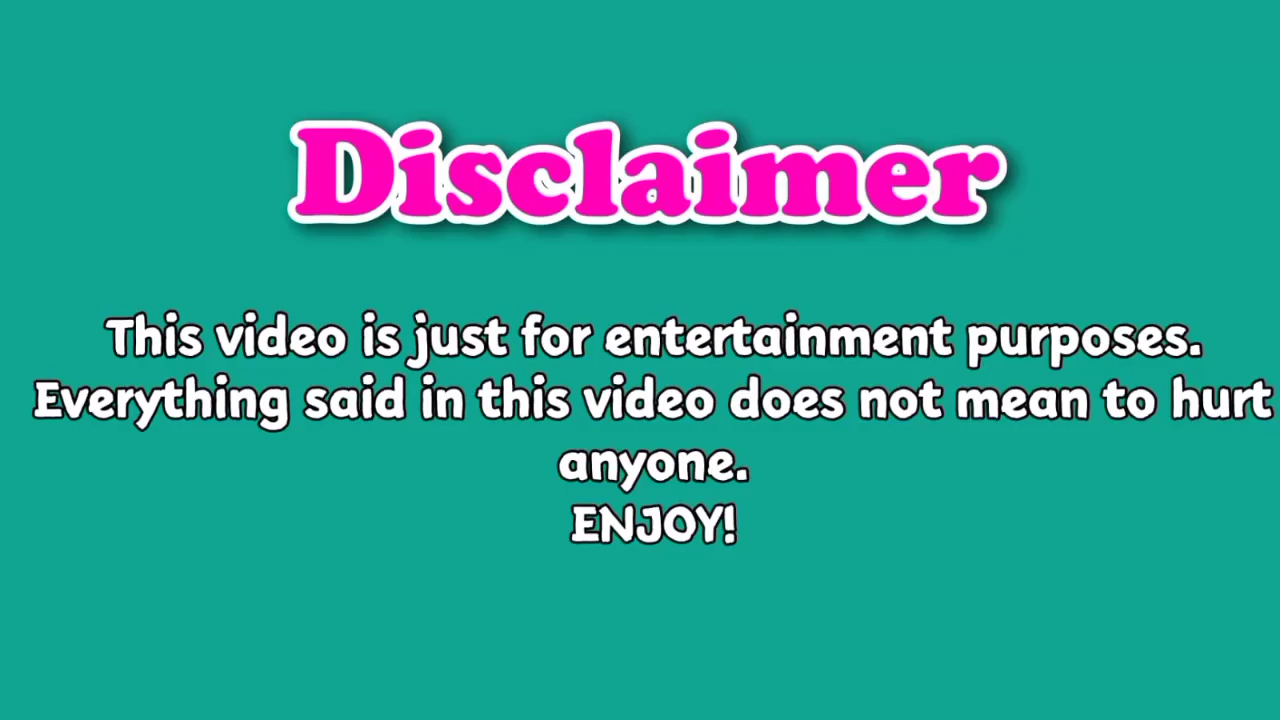 Disclaimer
This video is just for entertainment purposes.
Everything said in this video does not mean to hurt
anyone.
ENJOY!